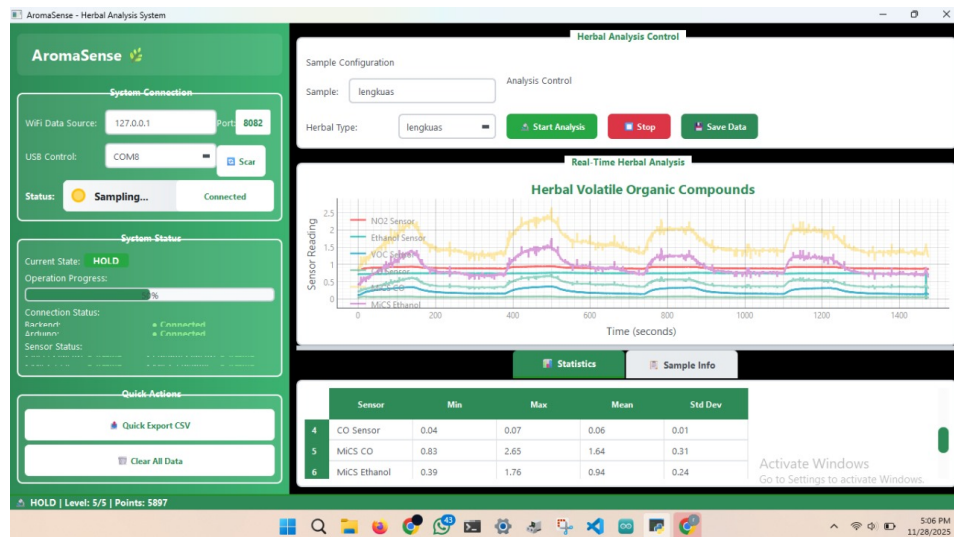 AromaSense - Herbal Analysis System
AromaSense
System Connection
WiFi Data Source: 127.0.0.1 Port: 8082
USB Control: COM8 Scar
Status: Sampling... Connected
System Status
Current State: HOLD
Operation Progress:
50%
Connection Status:
Backend: • Connected
Arduino: • Connected
Sensor Status:
Quick Actions
Quick Export CSV
Clear All Data
Herbal Analysis Control
Sample Configuration
Analysis Control
Sample: lengkuas
Herbal Type: lengkuas Start Analysis Stop Save Data
Real-Time Herbal Analysis
Herbal Volatile Organic Compounds
Sensor Reading
2.5
2
1.5
1
0.5
0
NO2 Sensor
Ethanol Sensor
VOC Sensor
CO Sensor
MiCS CO
MiCS Ethanol
0 200 400 600 800 1000 1200 1400
Time (seconds)
Statistics Sample Info
Sensor Min Max Mean Std Dev
4 CO Sensor 0.04 0.07 0.06 0.01
5 MiCS CO 0.83 2.65 1.64 0.31
6 MiCS Ethanol 0.39 1.76 0.94 0.24
Activate Windows
Go to Settings to activate Windows.
HOLD | Level: 5/5 | Points: 5897
43
5:06 PM
11/28/2025